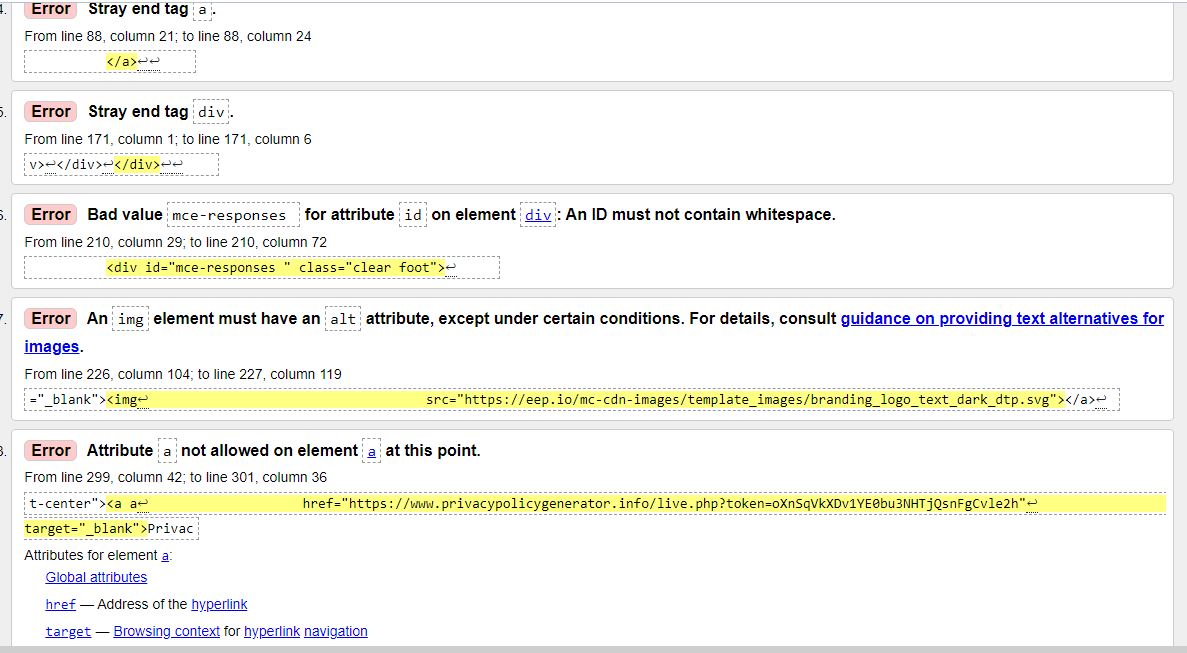 4. Error Stray end tag a.
From line 88, column 21; to line 88, column 24
</a>↩↩
5. Error Stray end tag div.
From line 171, column 1; to line 171, column 6
v>↩</div>↩</div>↩↩
6. Error Bad value mce-responses for attribute id on element div: An ID must not contain whitespace.
From line 210, column 29; to line 210, column 72
<div id="mce-responses " class="clear foot">↩
7. Error An img element must have an alt attribute, except under certain conditions. For details, consult guidance on providing text alternatives for
images.
From line 226, column 104; to line 227, column 119
="_blank"><img↩ src="https://eep.io/mc-cdn-images/template_images/branding_logo_text_dark_dtp.svg"></a>↩
8. Error Attribute a not allowed on element a at this point.
From line 299, column 42; to line 301, column 36
t-center"><a a↩ href="https://www.privacypolicygenerator.info/live.php?token=oXnSqVkXDv1YE0bu3NHTjQsnFgCvle2h"↩
target="_blank">Privac
Attributes for element a:
Global attributes
href — Address of the hyperlink
target — Browsing context for hyperlink navigation